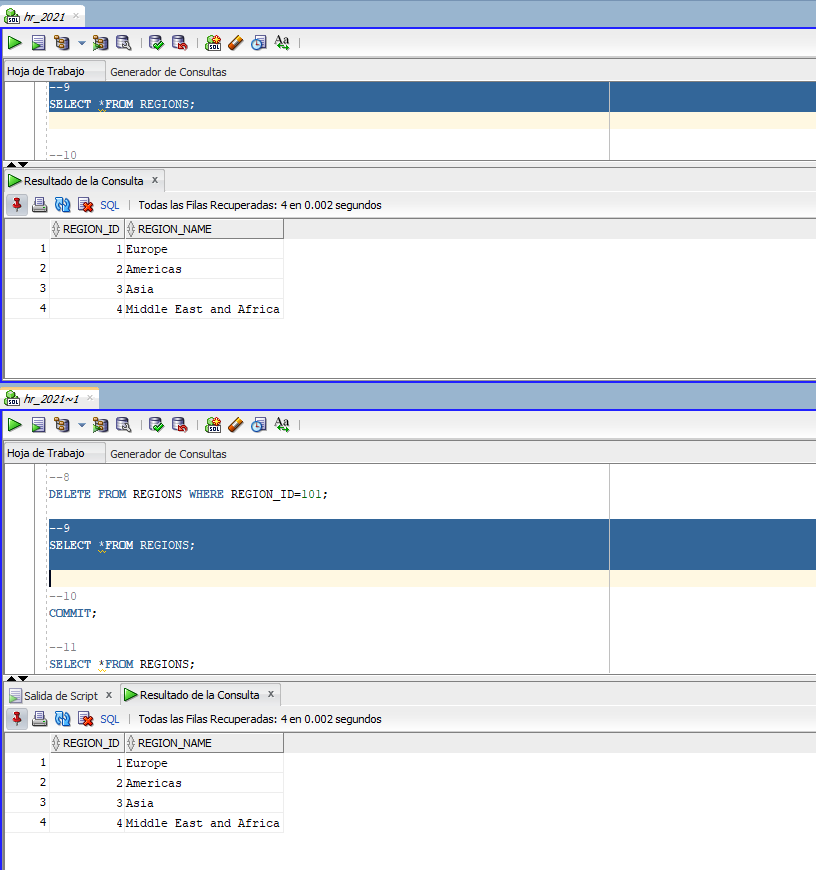 hr_2021
Hoja de Trabajo Generador de Consultas
--9
SELECT *FROM REGIONS;
--10
Resultado de la Consulta x
SQL | Todas las Filas Recuperadas: 4 en 0.002 segundos
REGION_ID REGION_NAME
1 1 Europe
2 2 Americas
3 3 Asia
4 4 Middle East and Africa
hr_2021~1
Hoja de Trabajo Generador de Consultas
--8
DELETE FROM REGIONS WHERE REGION_ID=101;
--9
SELECT *FROM REGIONS;
--10
COMMIT;
--11
SELECT *FROM REGIONS;
Salida de Script x Resultado de la Consulta x
SQL | Todas las Filas Recuperadas: 4 en 0.002 segundos
REGION_ID REGION_NAME
1 1 Europe
2 2 Americas
3 3 Asia
4 4 Middle East and Africa